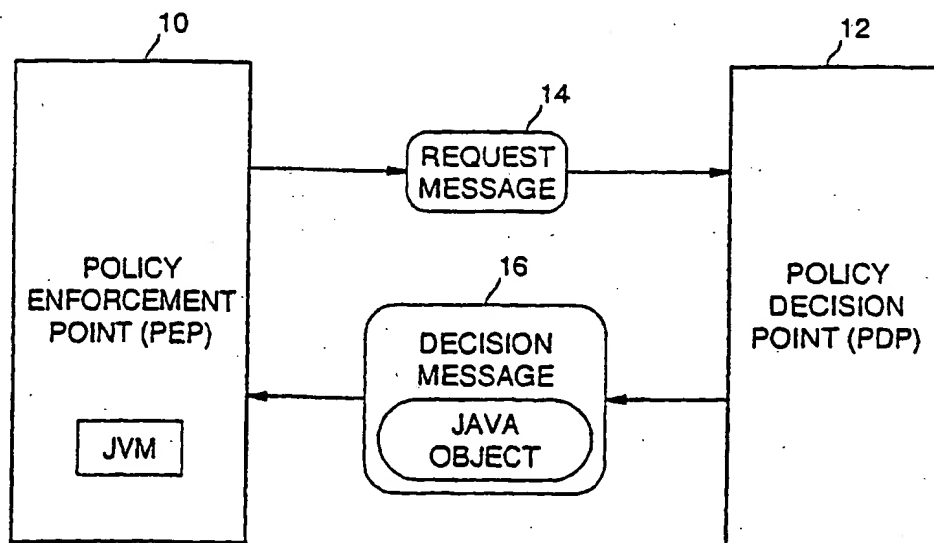 10
12
14
REQUEST
MESSAGE
16
POLICY
ENFORCEMENT
POINT (PEP)
DECISION
MESSAGE
JAVA
OBJECT
POLICY
DECISION
POINT (PDP)
JVM